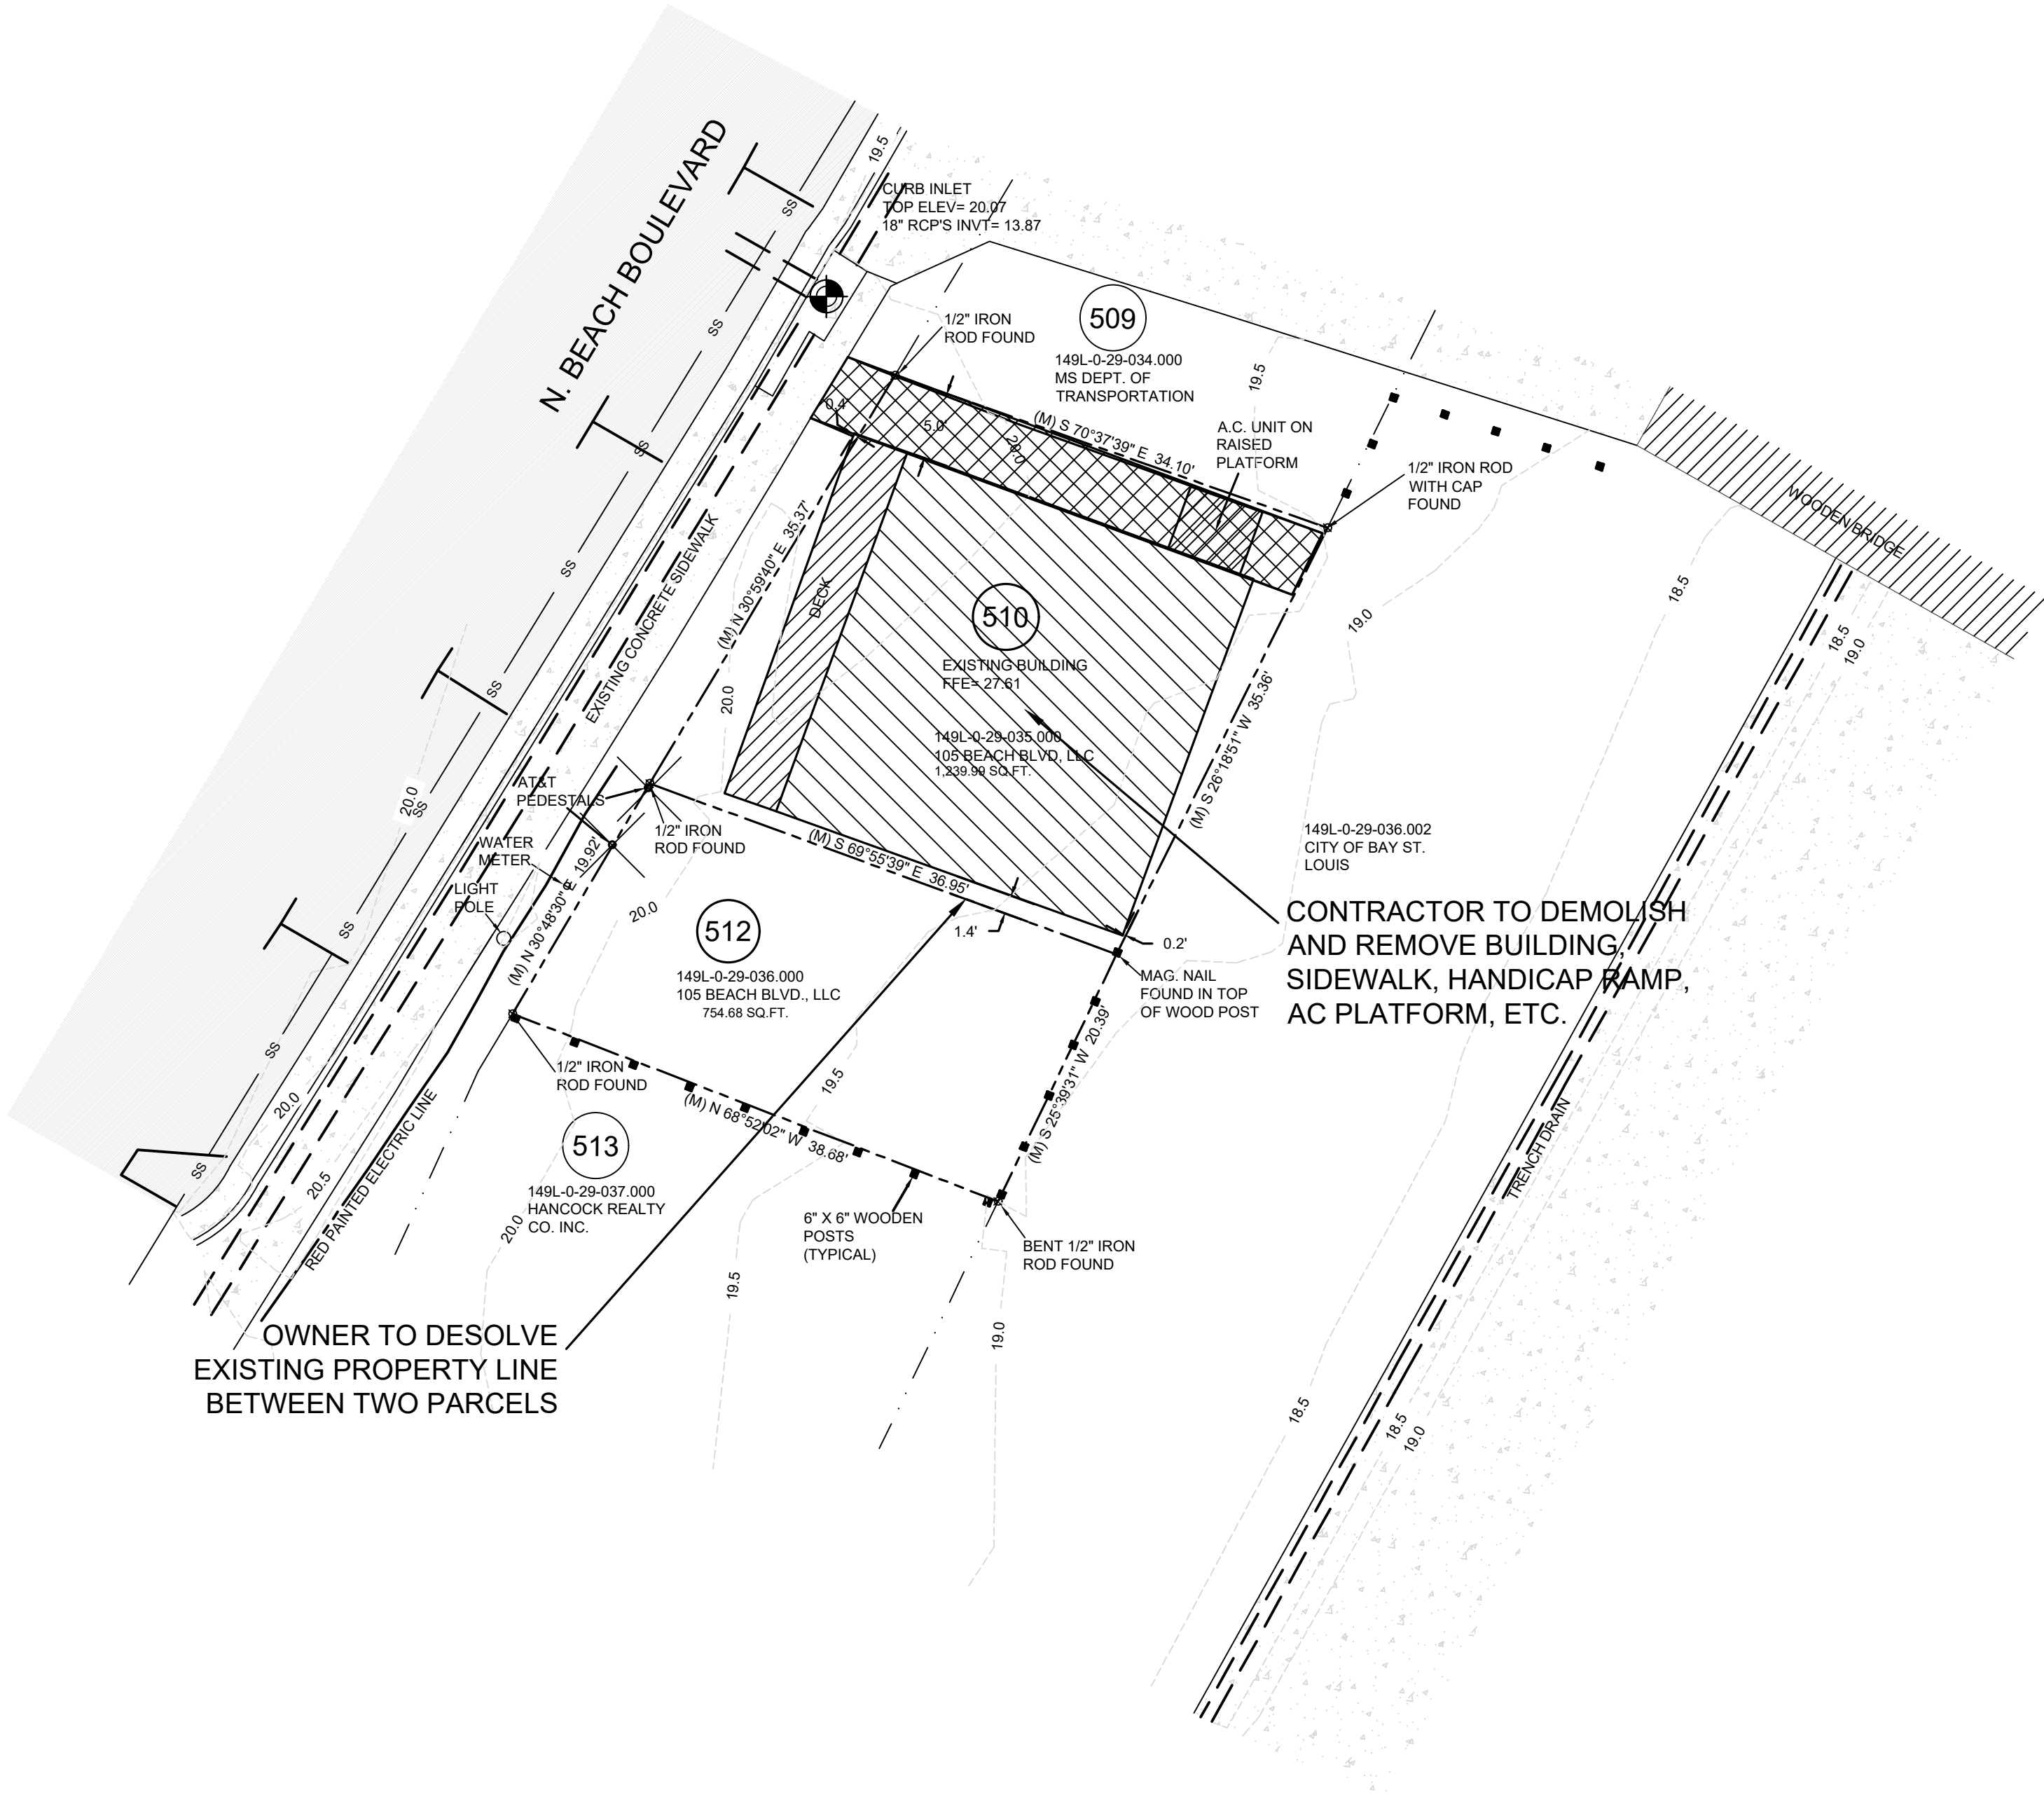 N. BEACH BOULEVARD
19.5
CURB INLET
TOP ELEV= 20.07
18" RCP'S INVT= 13.87
SS
SS
SS
SS
SS
SS
SS
SS
SS
1/2" IRON
ROD FOUND
509
149L-0-29-034.000
MS DEPT. OF
TRANSPORTATION
19.5
(M) S 70°37'39" E 34.10'
A.C. UNIT ON
RAISED
PLATFORM
1/2" IRON ROD
WITH CAP
FOUND
WOODEN BRIDGE
0.4'
5.0'
20.0
(M) N 30°59'40" E 35.37'
EXISTING CONCRETE SIDEWALK
DECK
20.0
510
EXISTING BUILDING
FFE= 27.61
149L-0-29-035.000
105 BEACH BLVD, LLC
1,239.99 SQ.FT.
(M) S 26°18'51" W 35.36'
19.0
18.5
18.5
19.0
20.0
AT&T
PEDESTALS
1/2" IRON
ROD FOUND
WATER
METER
LIGHT
POLE
(M) N 30°48'30" E 19.92'
(M) S 69°55'39" E 36.95'
1.4'
0.2'
20.0
512
149L-0-29-036.000
105 BEACH BLVD., LLC
754.68 SQ.FT.
MAG. NAIL
FOUND IN TOP
OF WOOD POST
149L-0-29-036.002
CITY OF BAY ST.
LOUIS
CONTRACTOR TO DEMOLISH
AND REMOVE BUILDING,
SIDEWALK, HANDICAP RAMP,
AC PLATFORM, ETC.
(M) S 25°39'31" W 20.39'
1/2" IRON
ROD FOUND
19.5
(M) N 68°52'02" W 38.68'
513
149L-0-29-037.000
HANCOCK REALTY
CO. INC.
20.0
20.0
20.5
RED PAINTED ELECTRIC LINE
6" X 6" WOODEN
POSTS
(TYPICAL)
BENT 1/2" IRON
ROD FOUND
TRENCH DRAIN
19.5
19.0
OWNER TO DESOLVE
EXISTING PROPERTY LINE
BETWEEN TWO PARCELS
18.5
18.5
19.0